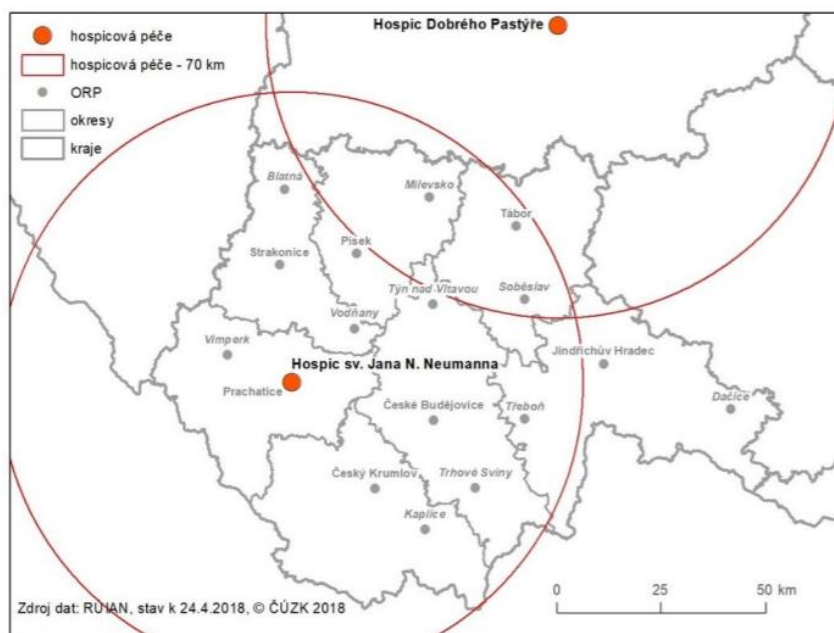 Hospic Dobrého Pastýře
hospicová péče
hospicová péče - 70 km
ORP
okresy
kraje
Blatná
Milevsko
Tábor
Písek
Strakonice
Soběslav
Týn nad Vltavou
Vodňany
Vimperk
Hospic sv. Jana N. Neumanna
Jindřichův Hradec
Prachatice
Dačice
České Budějovice
Třeboň
Český Krumlov
Trhové Sviny
Kaplice
0 25 50 km
Zdroj dat: RÚIAN, stav k 24.4.2018, © ČÚZK 2018